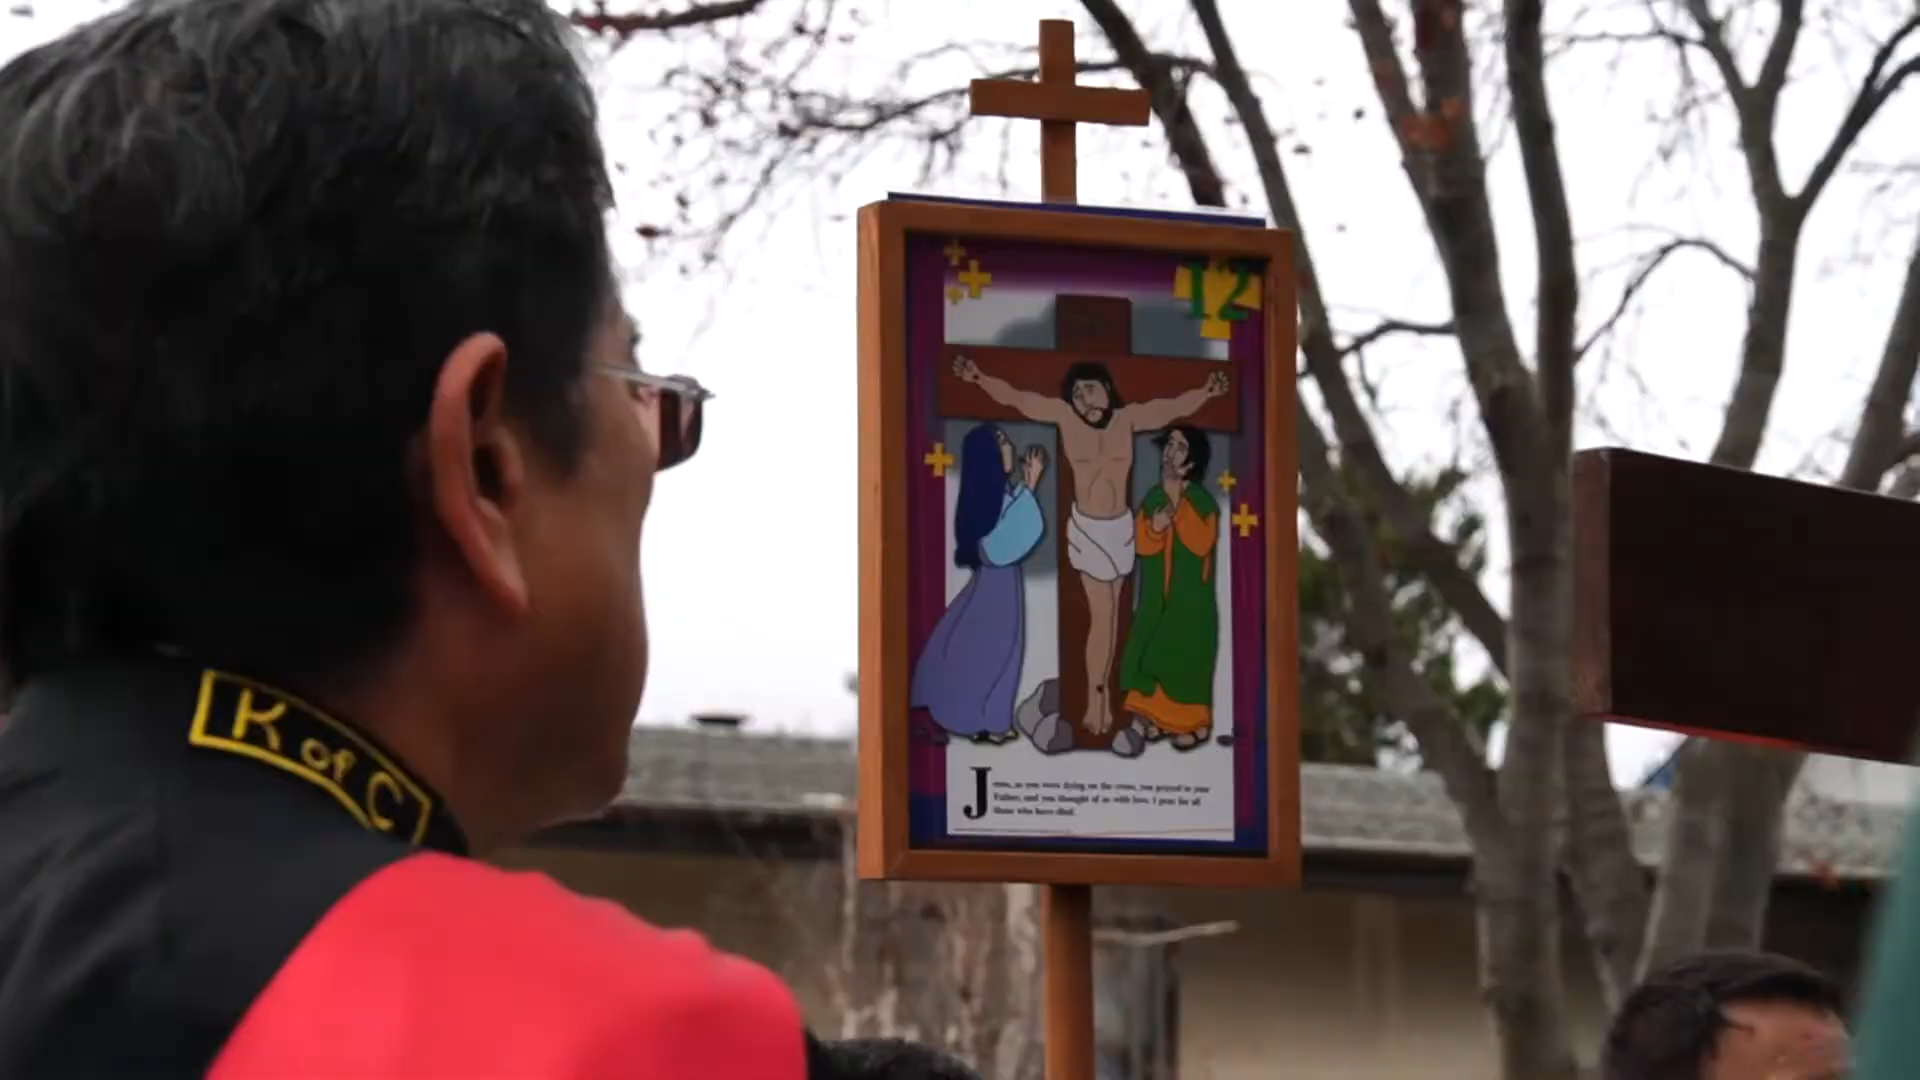 K of C
12
Jesus, as you were dying on the cross, you prayed to your
Father, and you thought of us with love. I pray for all
those who have died.